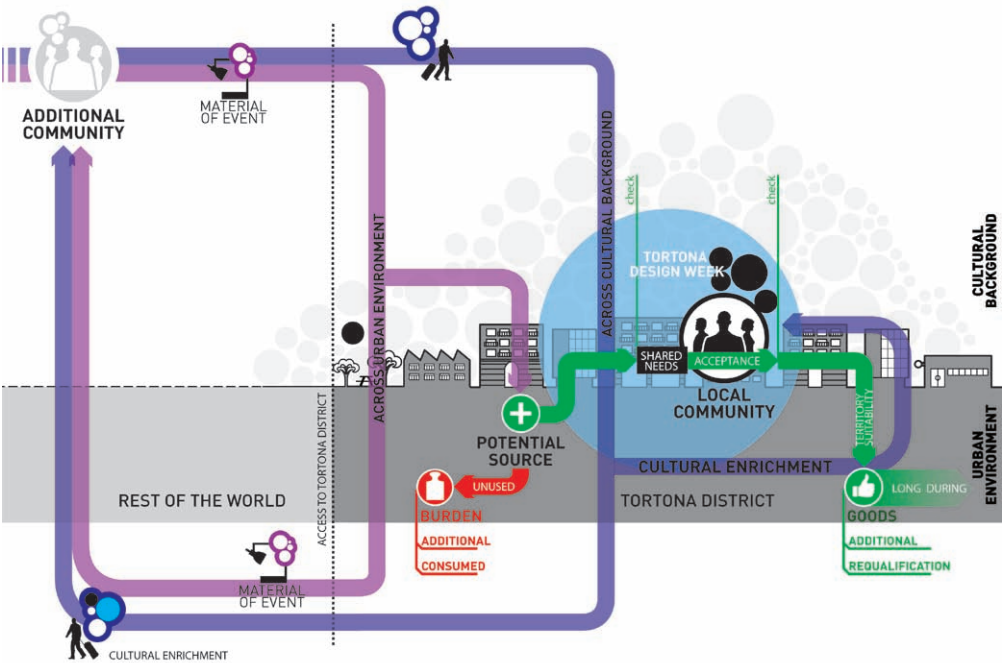 ADDITIONAL
COMMUNITY
MATERIAL
OF EVENT
ACROSS URBAN ENVIRONMENT
ACROSS CULTURAL BACKGROUND
check
check
TORTONA
DESIGN WEEK
CULTURAL
BACKGROUND
SHARED
NEEDS
ACCEPTANCE
LOCAL
COMMUNITY
POTENTIAL
SOURCE
TERRITORY
SUITABILITY
URBAN
ENVIRONMENT
CULTURAL ENRICHMENT
UNUSED
LONG DURING
REST OF THE WORLD
ACCESS TO TORTONA DISTRICT
TORTONA DISTRICT
BURDEN
ADDITIONAL
CONSUMED
GOODS
ADDITIONAL
REQUALIFICATION
MATERIAL
OF EVENT
CULTURAL ENRICHMENT